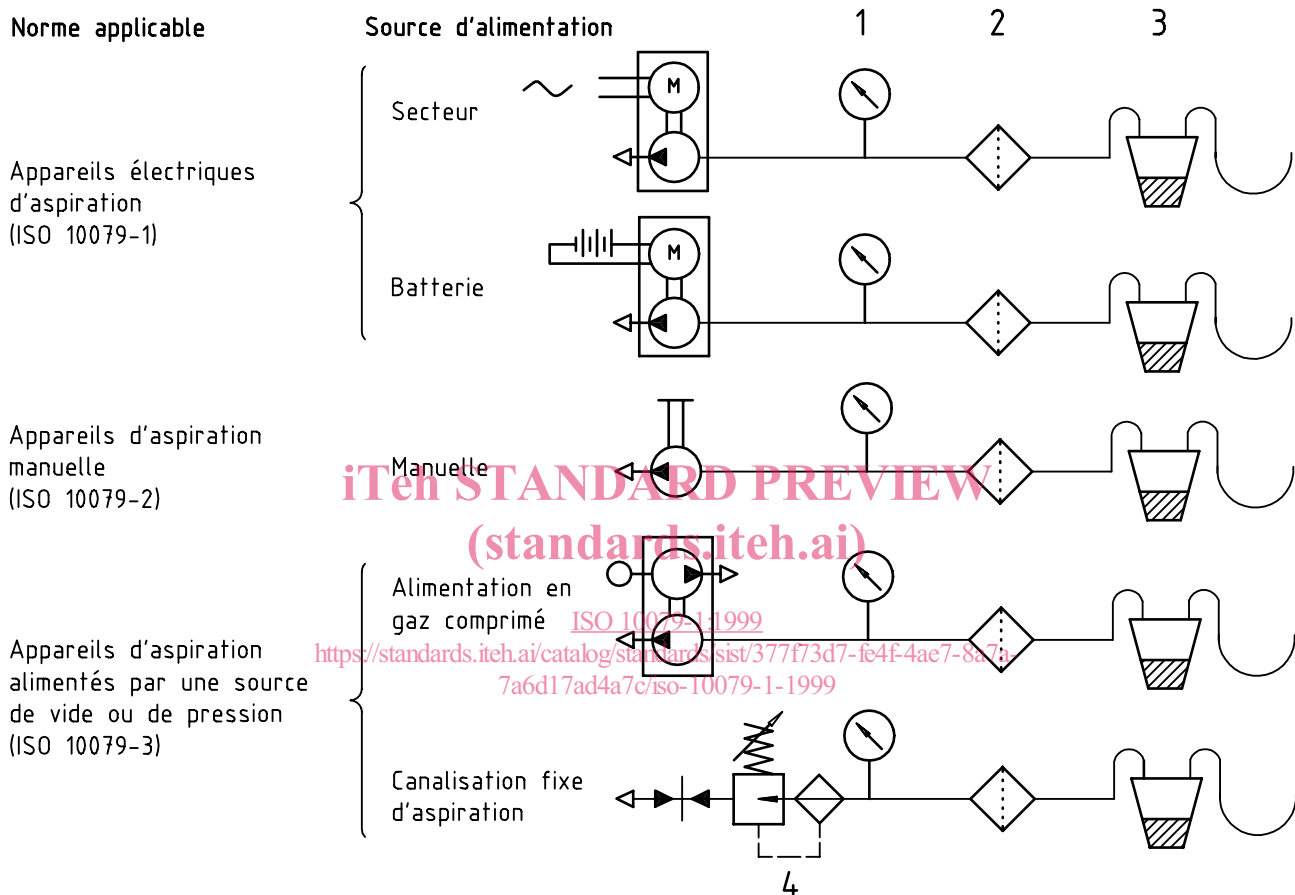 Norme applicable
Source d'alimentation
1
2
3
Secteur
M
Appareils électriques
d'aspiration
(ISO 10079-1)
M
Batterie
Appareils d'aspiration
manuelle
(ISO 10079-2)
Manuelle
iTeh STANDARD PREVIEW
(standards.iteh.ai)
Alimentation en
gaz comprimé
ISO 10079-1:1999
https://standards.iteh.ai/catalog/standards/sist/377f73d7-fe4f-4ae7-8a7a-
7a6d17ad4a7c/iso-10079-1-1999
Appareils d'aspiration
alimentés par une source
de vide ou de pression
(ISO 10079-3)
Canalisation fixe
d'aspiration
4